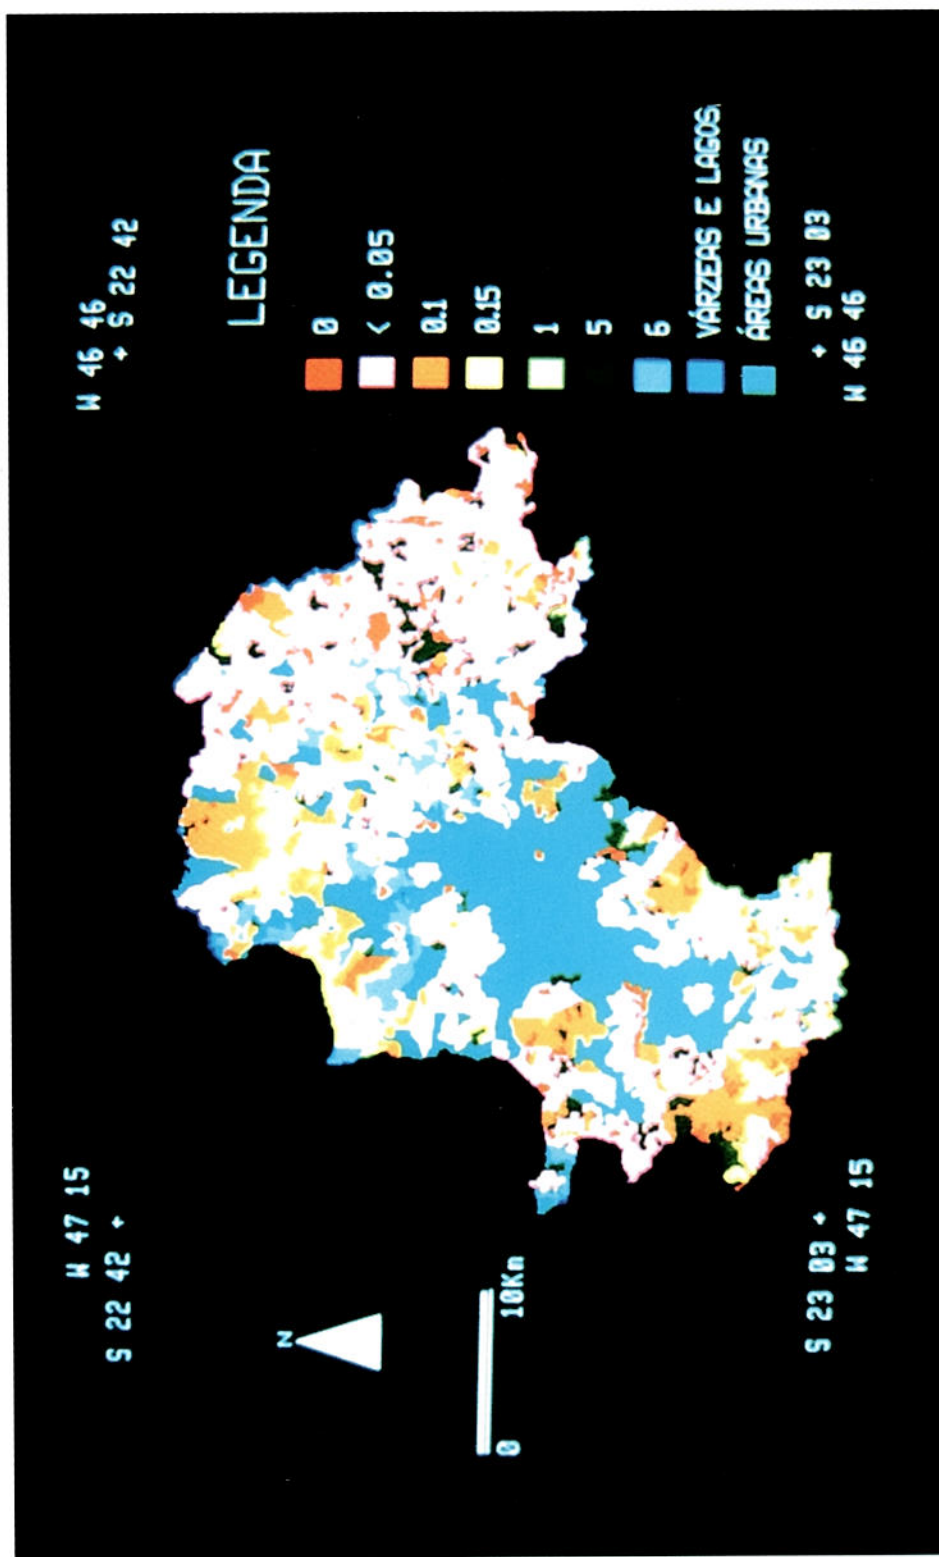 W 47 15
S 22 42 +
W 46 46
+ S 22 42
LEGENDA
0
< 0.05
0.1
0.15
1
5
6
VÁRZEAS E LAGOS
ÁREAS URBANAS
N
0
10Km
S 23 03 +
W 47 15
+ S 23 03
W 46 46